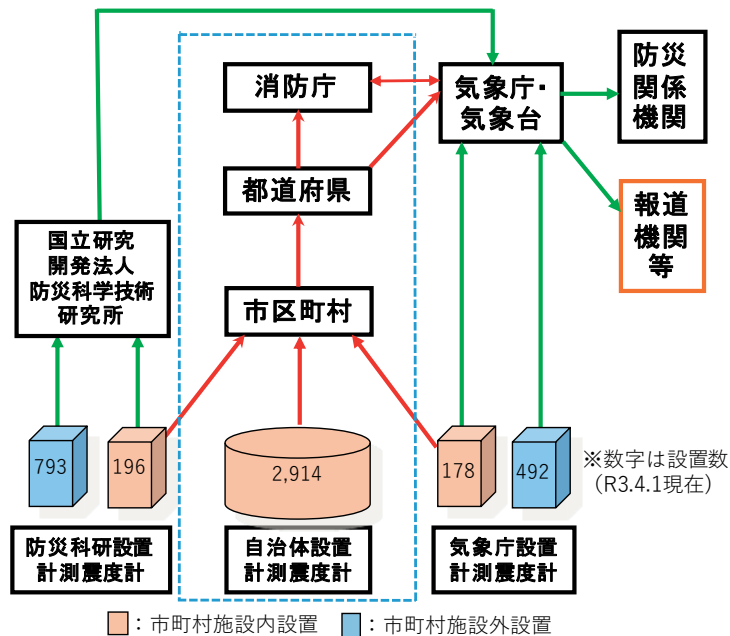 消防庁
気象庁・
気象台
防災
関係
機関
都道府県
報道
機関
等
国立研究
開発法人
防災科学技術
研究所
市区町村
793
196
2,914
178
492
※数字は設置数
（R3.4.1現在）
防災科研設置
計測震度計
自治体設置
計測震度計
気象庁設置
計測震度計
：市町村施設内設置
：市町村施設外設置